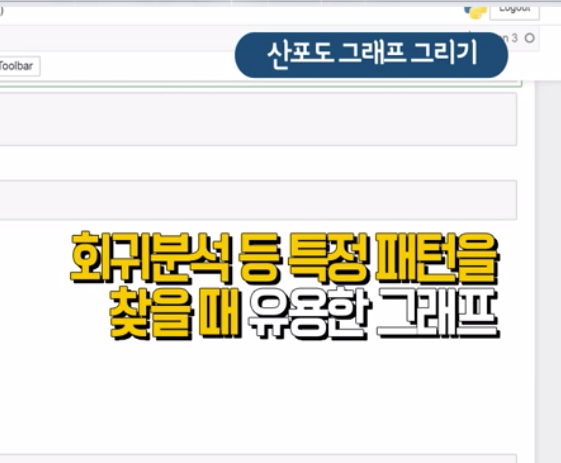 )
Logout
산포도 그래프 그리기
3
Toolbar
회귀분석 등 특정 패턴을
찾을 때 유용한 그래프